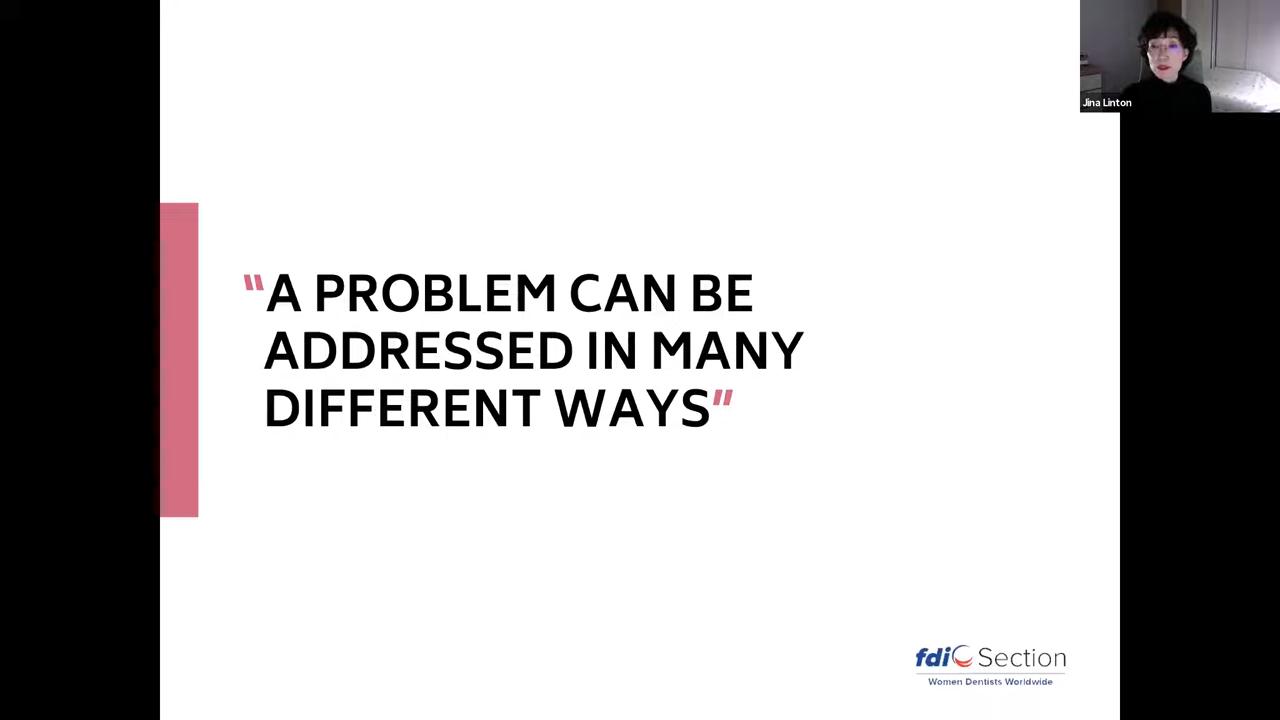 Jina Linton
“A PROBLEM CAN BE
ADDRESSED IN MANY
DIFFERENT WAYS”
fdi Section
Women Dentists Worldwide